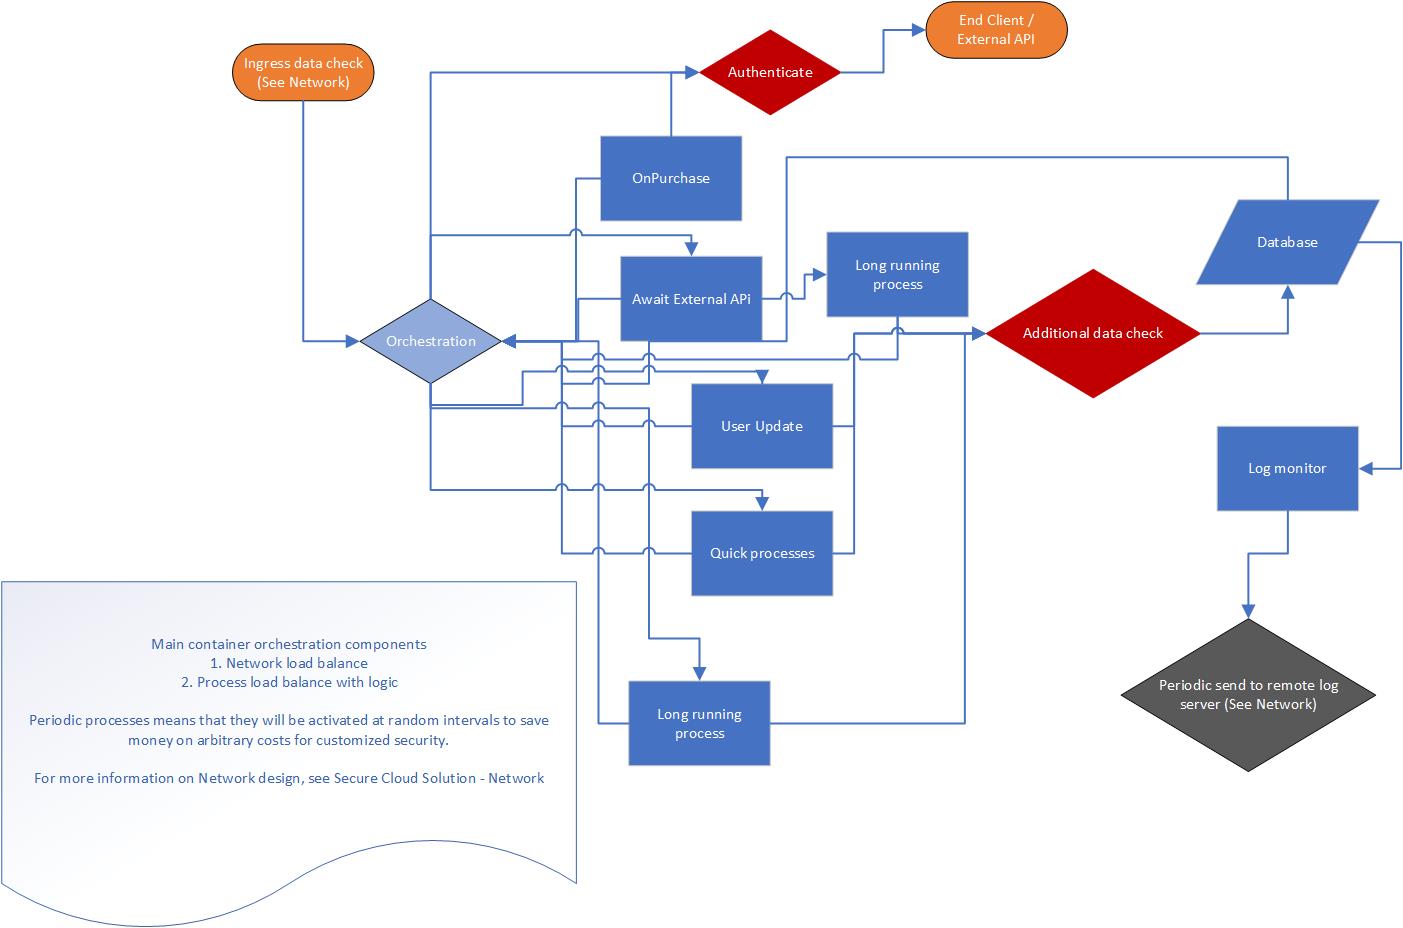 End Client /
External API
Ingress data check
(See Network)
Authenticate
OnPurchase
Database
Long running
process
Await External APi
Additional data check
Orchestration
User Update
Log monitor
Quick processes
Main container orchestration components
1. Network load balance
2. Process load balance with logic
Periodic processes means that they will be activated at random intervals to save
money on arbitrary costs for customized security.
For more information on Network design, see Secure Cloud Solution - Network
Long running
process
Periodic send to remote log
server (See Network)